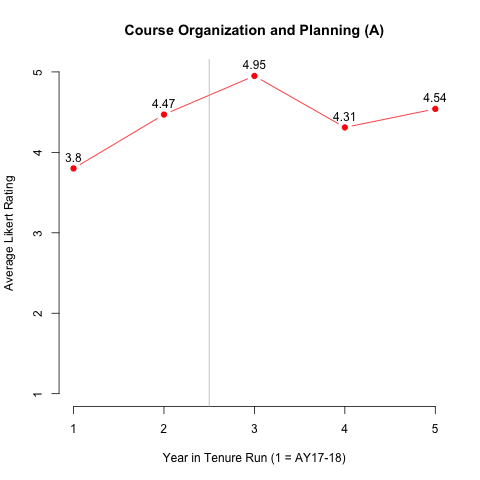 Course Organization and Planning (A)
4.95
4.47
4.54
4.31
3.8
Average Likert Rating
5
4
3
2
1
1 2 3 4 5
Year in Tenure Run (1 = AY17-18)